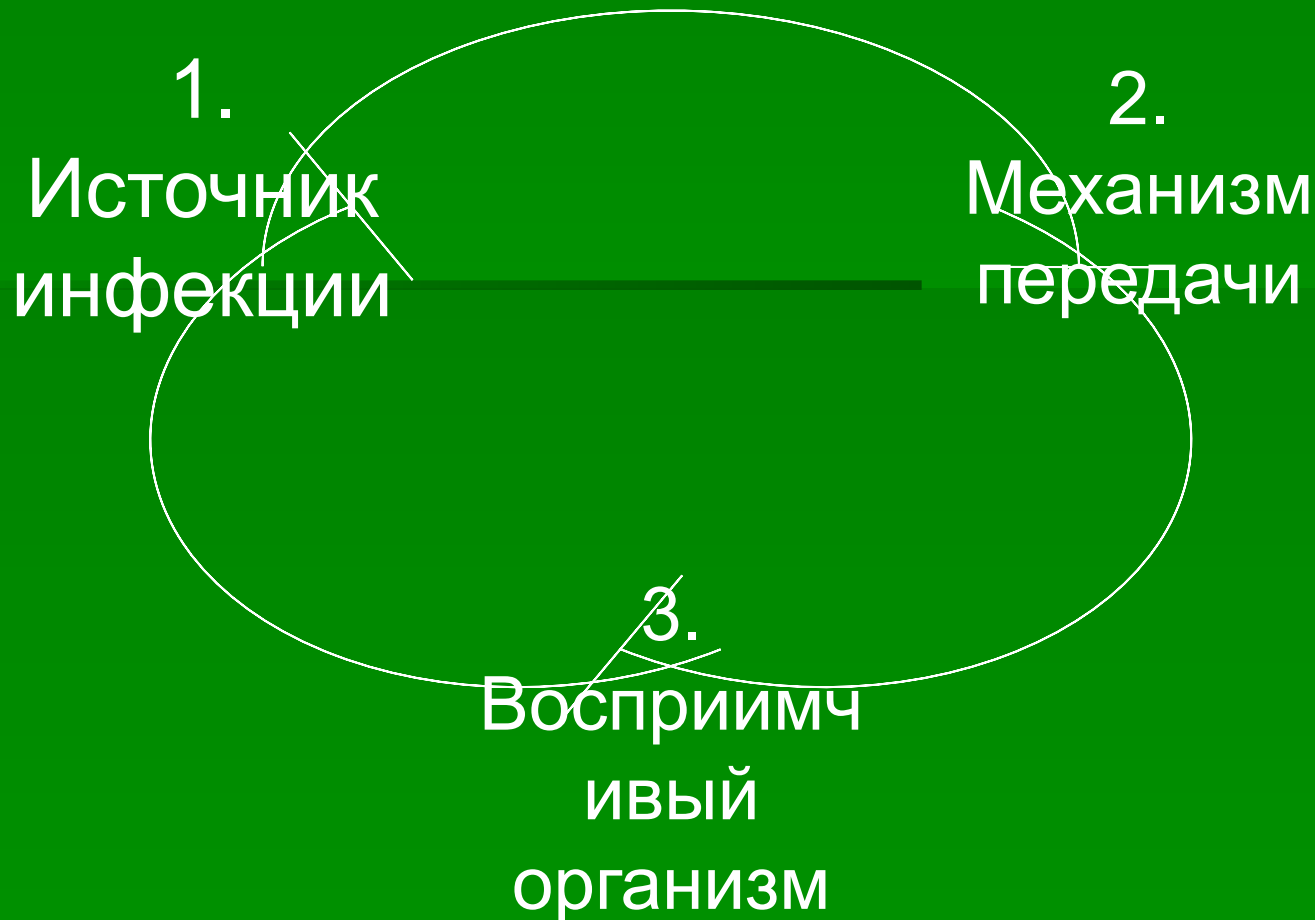 1.
Источник
инфекции
2.
Механизм
передачи
3.
Восприимч
ивый
организм